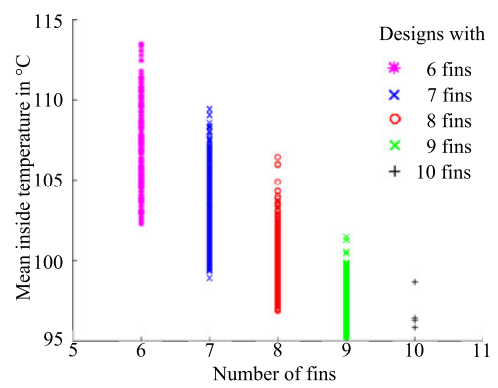 115
110
105
100
95
5
6
7
8
9
10
11
Mean inside temperature in °C
Number of fins
Designs with
6 fins
7 fins
8 fins
9 fins
10 fins